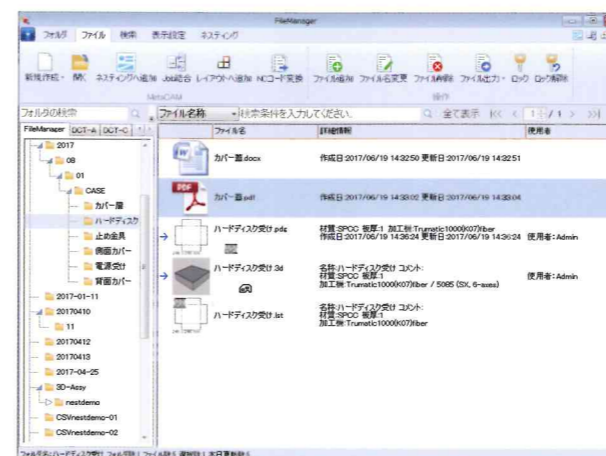 FileManager
フォルダ ファイル 検索 表示設定 ネスティング
新規作成 開く ネスティングへ追加 Job結合 レイアウトへ追加 NCコード変換 ファイル追加 ファイル名変更 ファイル削除 ファイル出力 ロック ロック解除
MetaCAM 操作
フォルダの検索 ファイル名称 検索条件を入力してください。 全て表示 1 / 1
FileManager DCT-A DCT-C
ファイル名 詳細情報 使用者
2017
08
01
CASE
カバー蓋
ハードディスク
止め金具
側面カバー
電源受け
背面カバー
2017-01-11
20170410
11
20170412
20170413
2017-04-25
3D-Assy
nestdemo
CSVnestdemo-01
CSVnestdemo-02
カバー蓋.docx 作成日:2017/06/19 14:32:50 更新日:2017/06/19 14:32:51
PDF
カバー蓋.pdf 作成日:2017/06/19 14:33:02 更新日:2017/06/19 14:33:04
ハードディスク受け.pdg 材質:SPCC 板厚:1 加工機:Trumatic1000(K07)fiber
作成日:2017/06/19 14:36:24 更新日:2017/06/19 14:36:24 使用者:Admin
ハードディスク受け.3d 名称:ハードディスク受け コメント:
材質:SPCC 板厚:1
加工機:Trumatic1000(K07)fiber / 5085 (SX, 6-axes) 使用者:Admin
ハードディスク受け.lst 名称:ハードディスク受け コメント:
材質:SPCC 板厚:1
加工機:Trumatic1000(K07)fiber